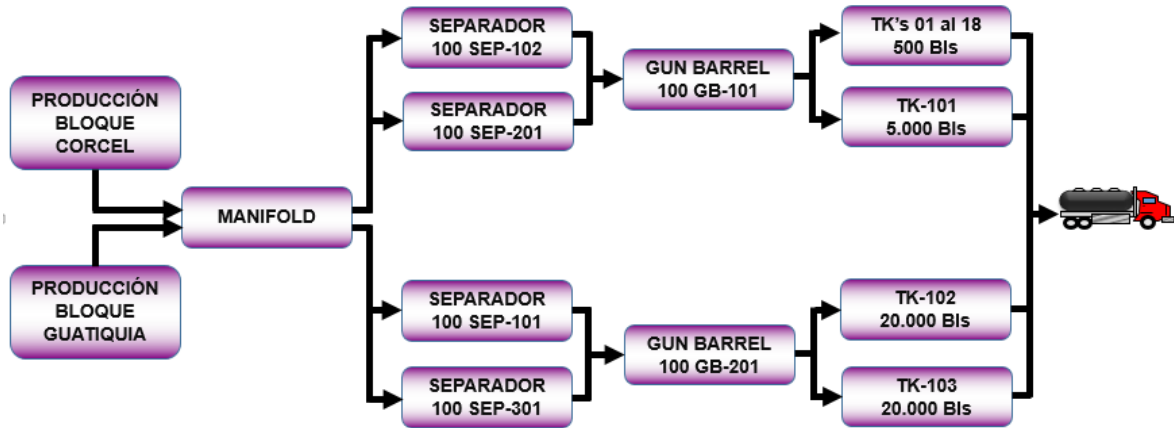 PRODUCCIÓN
BLOQUE
CORCEL
PRODUCCIÓN
BLOQUE
GUATIQUIA
MANIFOLD
SEPARADOR
100 SEP-102
SEPARADOR
100 SEP-201
SEPARADOR
100 SEP-101
SEPARADOR
100 SEP-301
GUN BARREL
100 GB-101
GUN BARREL
100 GB-201
TK's 01 al 18
500 Bls
TK-101
5.000 Bls
TK-102
20.000 Bls
TK-103
20.000 Bls